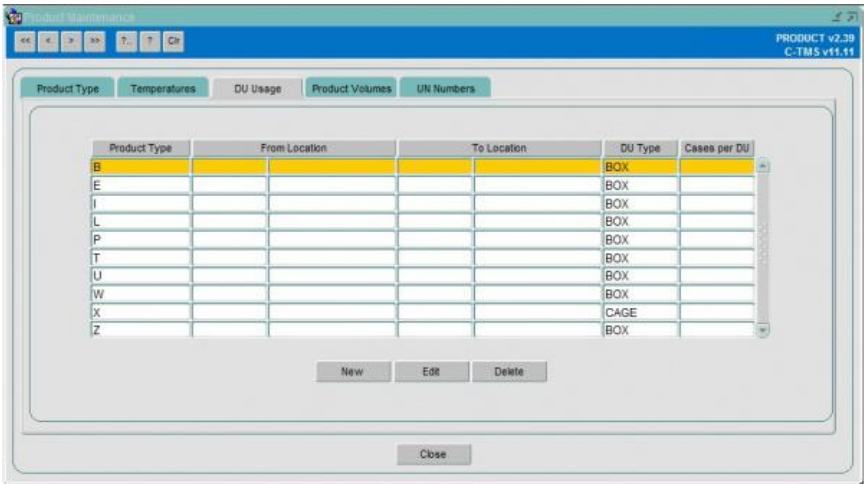 Product Maintenance
<< < > >> ?.. ? Clr
PRODUCT v2.39
C-TMS v11.11
Product Type Temperatures DU Usage Product Volumes UN Numbers
Product Type From Location To Location DU Type Cases per DU
B BOX
E BOX
I BOX
L BOX
P BOX
T BOX
U BOX
W BOX
X CAGE
Z BOX
New Edit Delete
Close